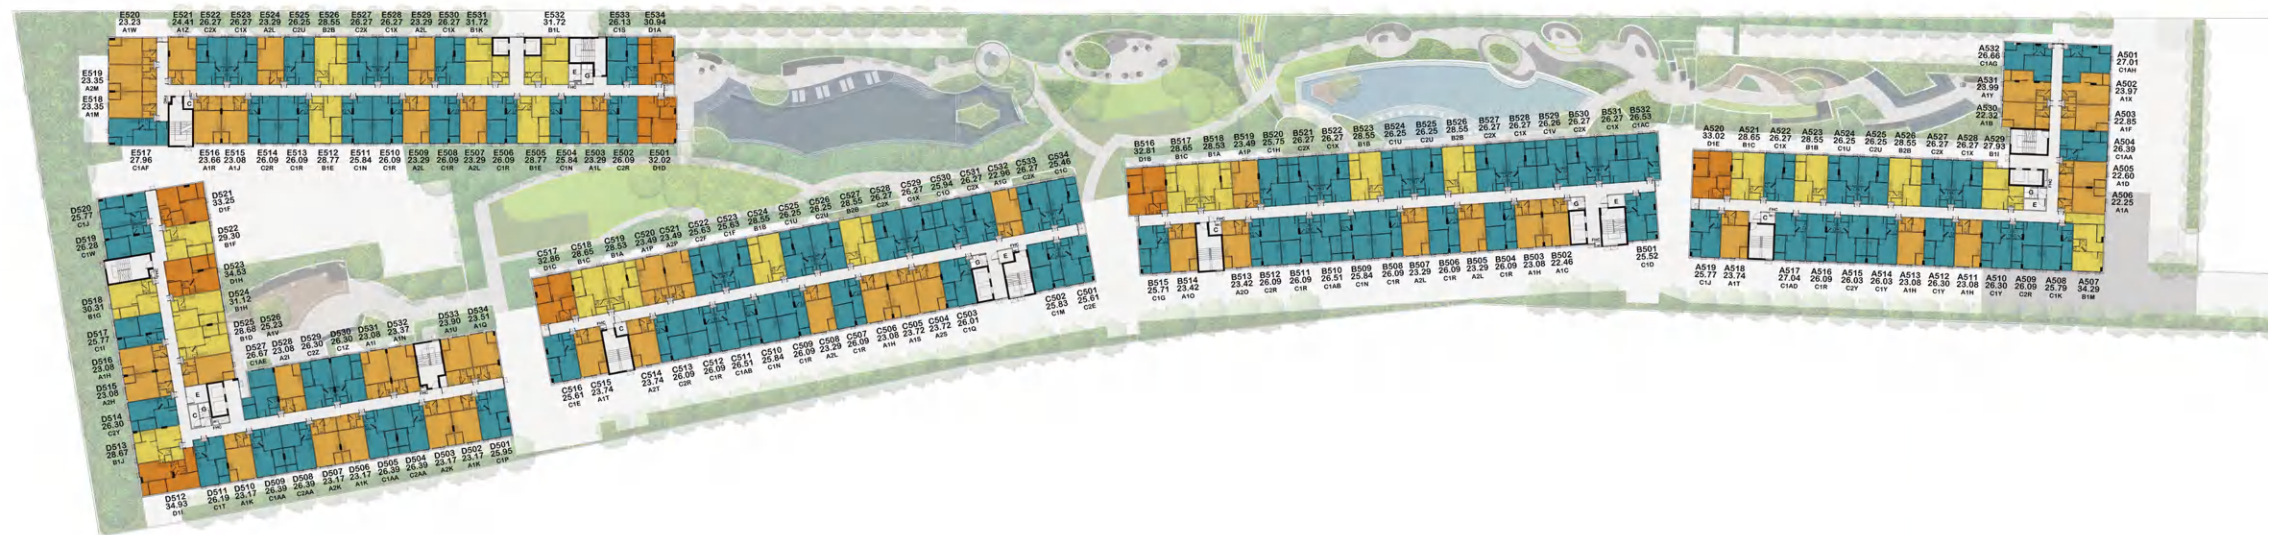 E520
23.23
A1W
E521
24.41
A1Z
E522
26.27
C2X
E523
26.27
C1X
E524
23.29
A2L
E525
26.25
C2U
E526
28.55
B2B
E527
26.27
C2X
E528
26.27
C1X
E529
23.29
A2L
E530
26.27
C1X
E531
31.72
B1K
E532
31.72
B1L
E533
26.13
C1S
E534
30.94
D1A
E519
23.35
A2M
E518
23.35
A1M
E517
27.96
C1AF
E516
23.66
A1R
E515
23.08
A1J
E514
26.09
C2R
E513
26.09
C1R
E512
28.77
B1E
E511
25.84
C1N
E510
26.09
C1R
E509
23.29
A2L
E508
26.09
C1R
E507
23.29
A2L
E506
26.09
C1R
E505
28.77
B1E
E504
25.84
C1N
E503
23.29
A1L
E502
26.09
C2R
E501
32.02
D1D
D520
25.77
C1J
D519
26.28
C1W
D518
30.31
B1G
D517
25.77
C1I
D516
23.08
A1H
D515
23.08
A2H
D514
26.30
C2Y
D513
28.67
B1J
D512
34.93
D1I
D521
33.25
D1F
D522
29.30
B1F
D523
34.53
D1H
D524
31.12
B1H
D525
28.68
B1D
D526
25.23
A1V
D527
26.67
C1AE
D528
23.08
A2I
D529
26.30
C2Z
D530
26.30
C1Z
D531
23.08
A1I
D532
23.37
A1N
D533
23.90
A1U
D534
23.51
A1Q
D511
26.19
C1T
D510
23.17
A1K
D509
26.39
C1AA
D508
26.39
C2AA
D507
23.17
A2K
D506
23.17
A1K
D505
26.39
C1AA
D504
26.39
C2AA
D503
23.17
A2K
D502
23.17
A1K
D501
25.95
C1P
C517
32.86
D1C
C518
28.65
B1C
C519
28.53
B1A
C520
23.49
A1P
C521
23.49
A2P
C522
25.63
C2F
C523
25.63
C1F
C524
28.55
B1B
C525
26.25
C1U
C526
26.25
C2U
C527
28.55
B2B
C528
26.27
C2X
C529
26.27
C1X
C530
25.94
C1O
C531
26.27
C2X
C532
22.96
A1G
C533
26.27
C2X
C534
25.46
C1C
C516
25.61
C1E
C515
23.74
A1T
C514
23.74
A2T
C513
26.09
C2R
C512
26.09
C1R
C511
26.51
C1AB
C510
25.84
C1N
C509
26.09
C1R
C508
23.29
A2L
C507
26.09
C1R
C506
23.08
A1H
C505
23.72
A1S
C504
23.72
A2S
C503
26.01
C1Q
C502
25.83
C1M
C501
25.61
C2E
B516
32.81
D1B
B517
28.65
B1C
B518
28.53
B1A
B519
23.49
A1P
B520
25.75
C1H
B521
26.27
C2X
B522
26.27
C1X
B523
28.55
B1B
B524
26.25
C1U
B525
26.25
C2U
B526
28.55
B2B
B527
26.27
C2X
B528
26.27
C1X
B529
26.26
C1V
B530
26.27
C2X
B531
26.27
C1X
B532
26.53
C1AC
B515
25.71
C1G
B514
23.42
A1O
B513
23.42
A2O
B512
26.09
C2R
B511
26.09
C1R
B510
26.51
C1AB
B509
25.84
C1N
B508
26.09
C1R
B507
23.29
A2L
B506
26.09
C1R
B505
23.29
A2L
B504
26.09
C1R
B503
23.08
A1H
B502
22.46
A1C
B501
25.52
C1D
A520
33.02
D1E
A521
28.65
B1C
A522
26.27
C1X
A523
28.55
B1B
A524
26.25
C1U
A525
26.25
C2U
A526
28.55
B2B
A527
26.27
C2X
A528
26.27
C1X
A529
27.93
B1I
A532
26.66
C1AG
A531
23.99
A1Y
A530
22.32
A1B
A501
27.01
C1AH
A502
23.97
A1X
A503
22.85
A1F
A504
26.39
C1AA
A505
22.60
A1D
A506
22.25
A1A
A519
25.77
C1J
A518
23.74
A1T
A517
27.04
C1AD
A516
26.09
C1R
A515
26.03
C2Y
A514
26.03
C1Y
A513
23.08
A1H
A512
26.30
C1Y
A511
23.08
A1H
A510
26.30
C1Y
A509
26.09
C2R
A508
25.79
C1K
A507
34.29
B1M